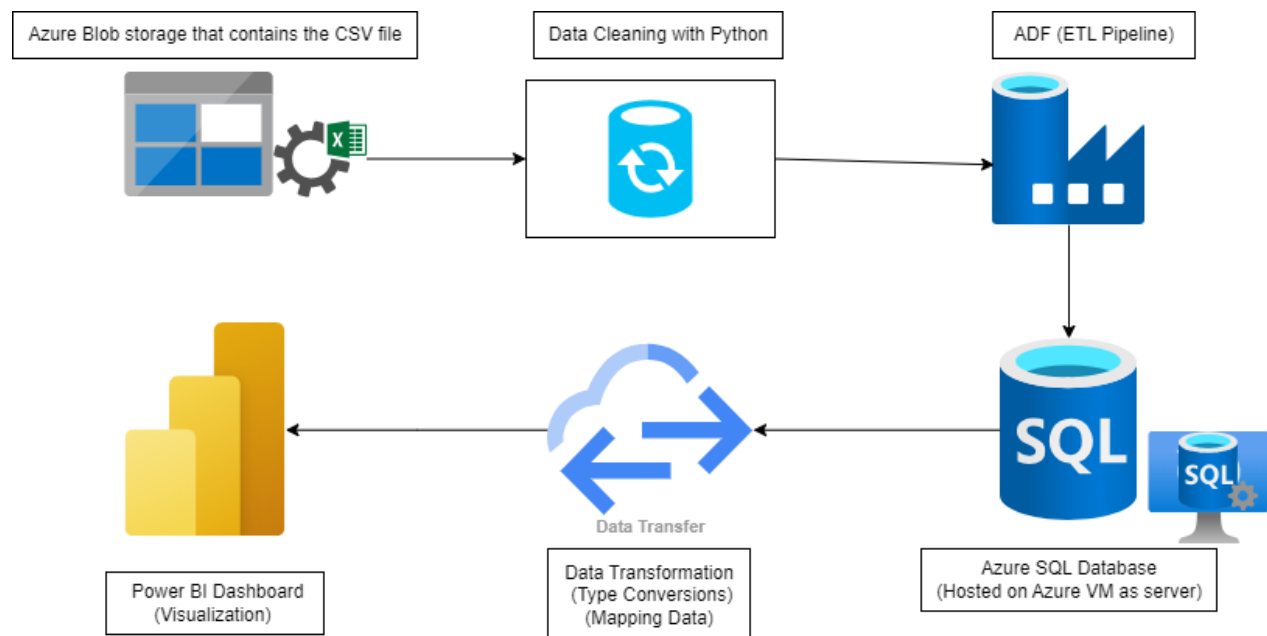 Azure Blob storage that contains the CSV file
Data Cleaning with Python
ADF (ETL Pipeline)
X
SQL
SQL
Data Transfer
Power BI Dashboard
(Visualization)
Data Transformation
(Type Conversions)
(Mapping Data)
Azure SQL Database
(Hosted on Azure VM as server)